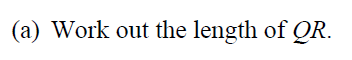 (a) Work out the length of QR.